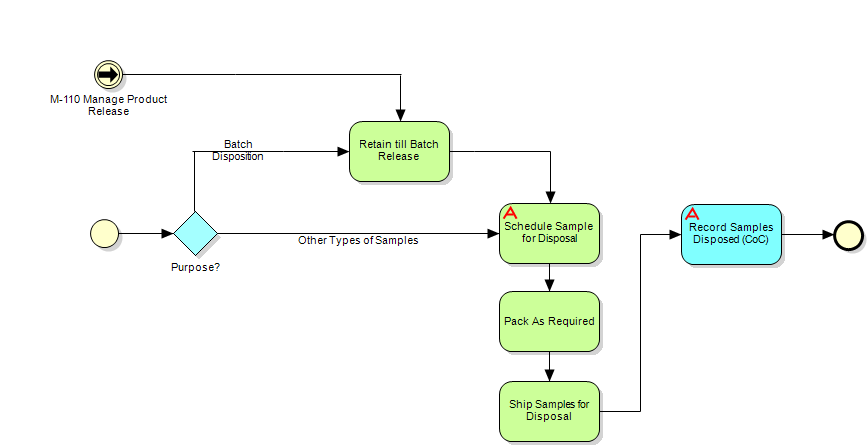 M-110 Manage Product
Release
Batch
Disposition
Retain till Batch
Release
Purpose?
Other Types of Samples
Schedule Sample
for Disposal
Pack As Required
Ship Samples for
Disposal
Record Samples
Disposed (CoC)